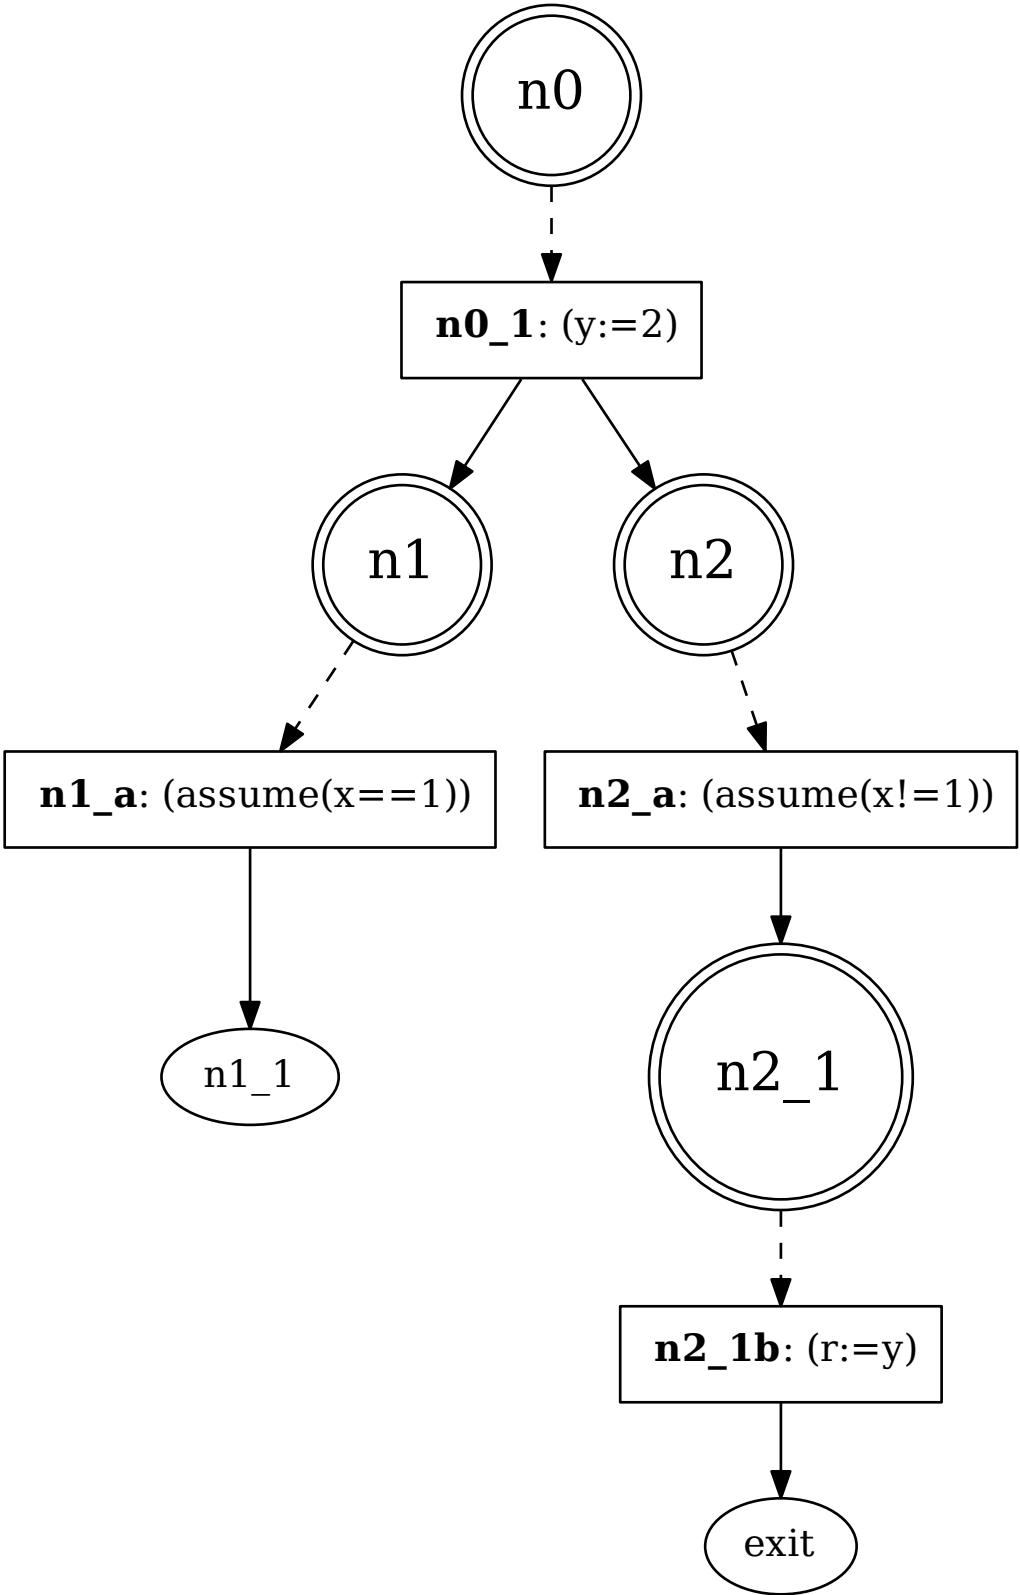 n0
n0_1: (y:=2)
n1
n2
n1_a: (assume(x==1))
n2_a: (assume(x!=1))
n1_1
n2_1
n2_1b: (r:=y)
exit